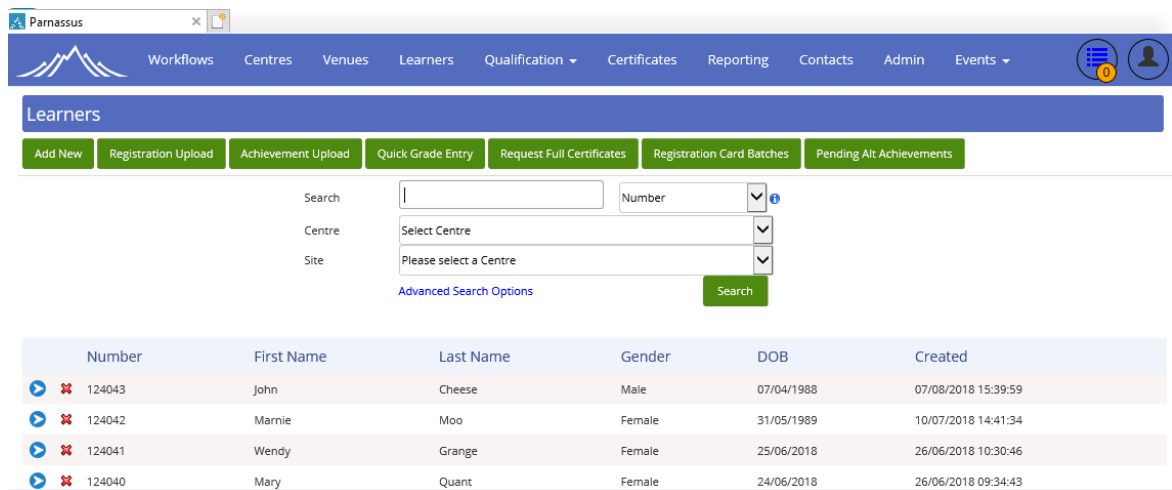 Parnassus
Workflows Centres Venues Learners Qualification Certificates Reporting Contacts Admin Events 0
Learners
Add New Registration Upload Achievement Upload Quick Grade Entry Request Full Certificates Registration Card Batches Pending Alt Achievements
Search Number
Centre Select Centre
Site Please select a Centre
Advanced Search Options Search
Number First Name Last Name Gender DOB Created
124043 John Cheese Male 07/04/1988 07/08/2018 15:39:59
124042 Marnie Moo Female 31/05/1989 10/07/2018 14:41:34
124041 Wendy Grange Female 25/06/2018 26/06/2018 10:30:46
124040 Mary Quant Female 24/06/2018 26/06/2018 09:34:43